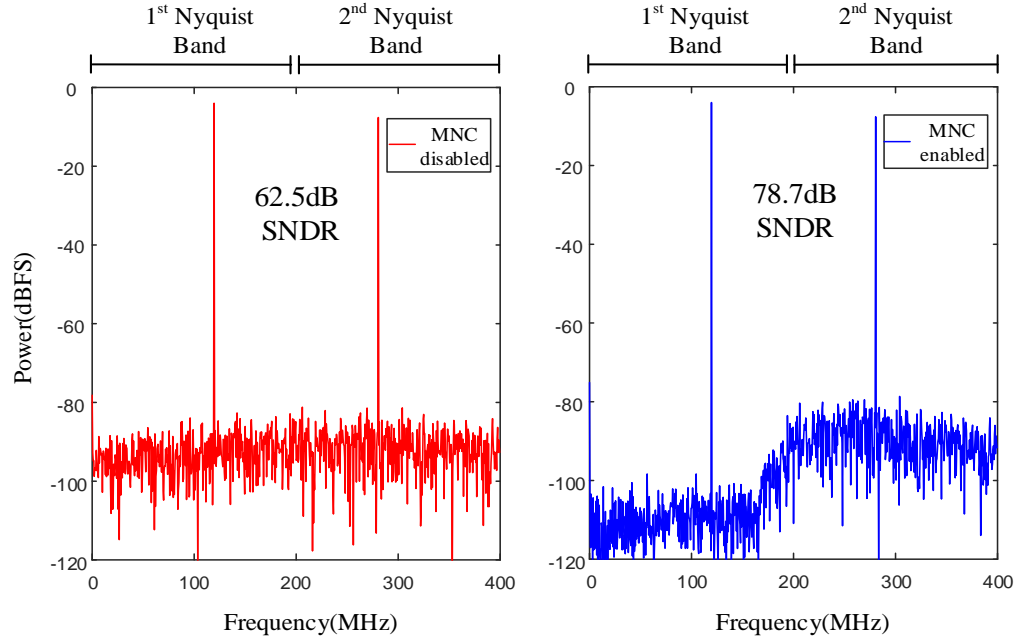 1st Nyquist
Band
2nd Nyquist
Band
1st Nyquist
Band
2nd Nyquist
Band
Power(dBFS)
0
-20
-40
-60
-80
-100
-120
MNC
disabled
62.5dB
SNDR
0
100
200
300
400
Frequency(MHz)
0
-20
-40
-60
-80
-100
-120
MNC
enabled
78.7dB
SNDR
0
100
200
300
400
Frequency(MHz)